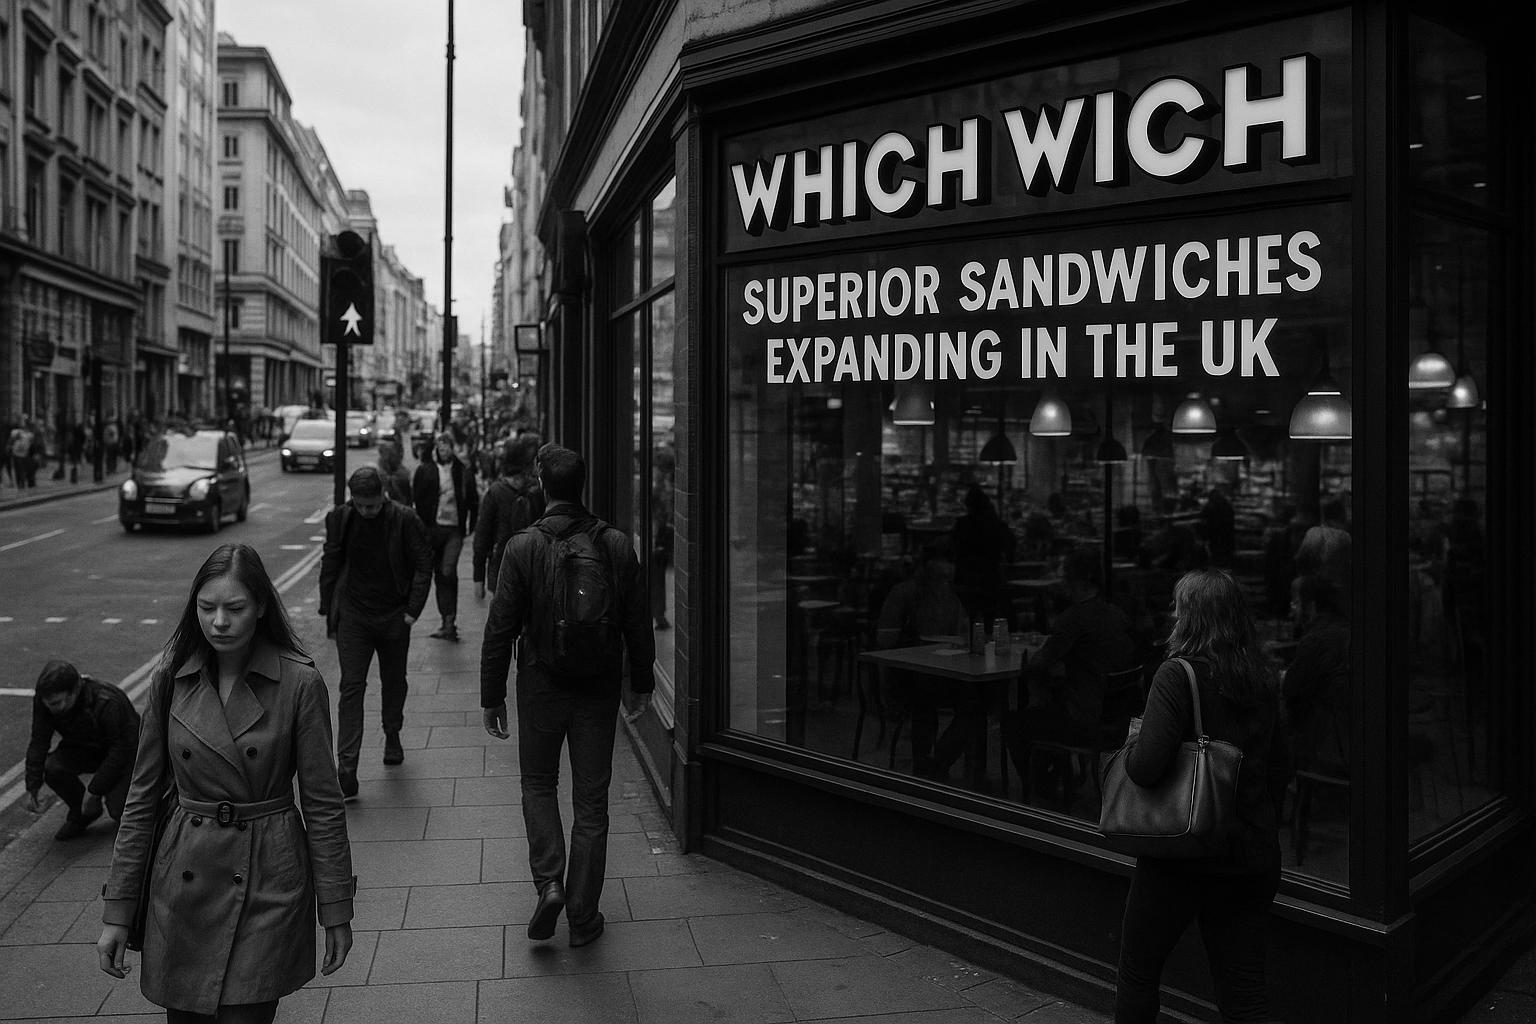 WHICH WICH
SUPERIOR SANDWICHES
EXPANDING IN THE UK